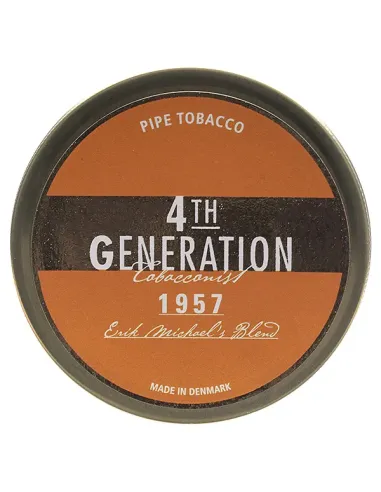 PIPE TOBACCO
4TH
GENERATION
Tobacconist
1957
Erik Michael's Blend
MADE IN DENMARK